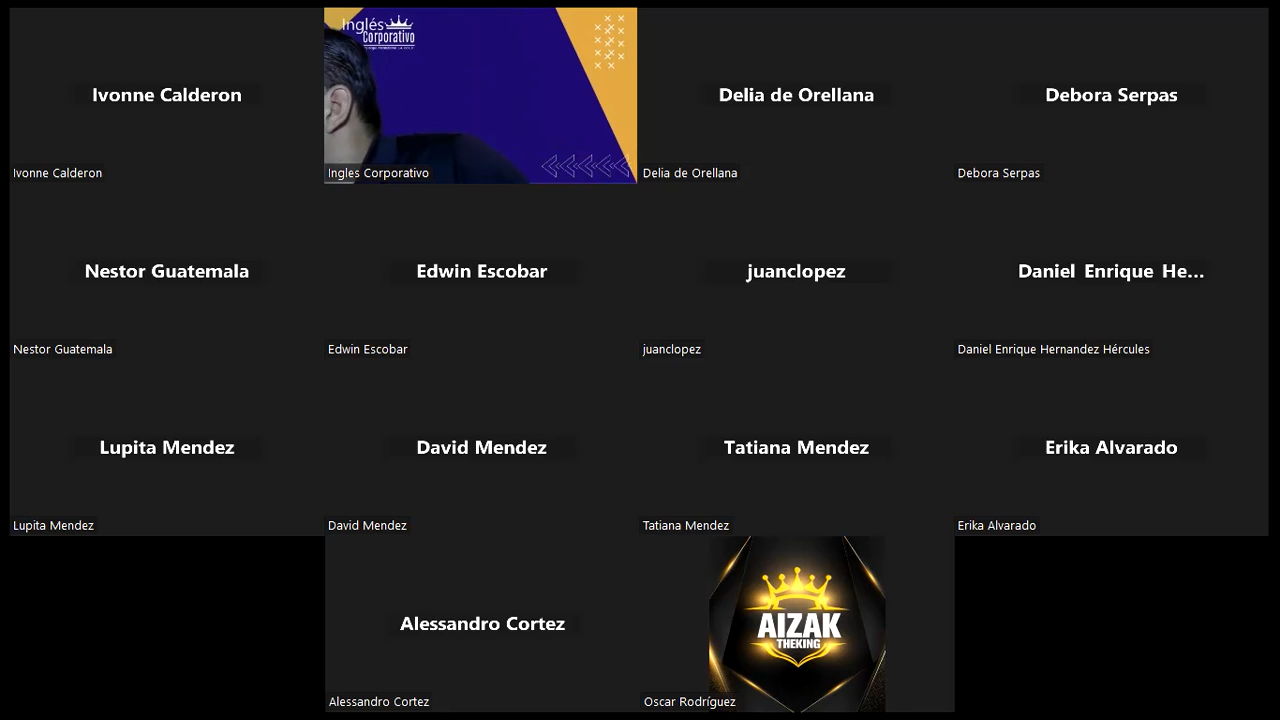 Ivonne Calderon
Ivonne Calderon
Inglés
Corporativo
Ingles Corporativo
Delia de Orellana
Delia de Orellana
Debora Serpas
Debora Serpas
Nestor Guatemala
Nestor Guatemala
Edwin Escobar
Edwin Escobar
juanclopez
juanclopez
Daniel Enrique He...
Daniel Enrique Hernandez Hércules
Lupita Mendez
Lupita Mendez
David Mendez
David Mendez
Tatiana Mendez
Tatiana Mendez
Erika Alvarado
Erika Alvarado
Alessandro Cortez
Alessandro Cortez
AIZAK
THEKING
Oscar Rodríguez